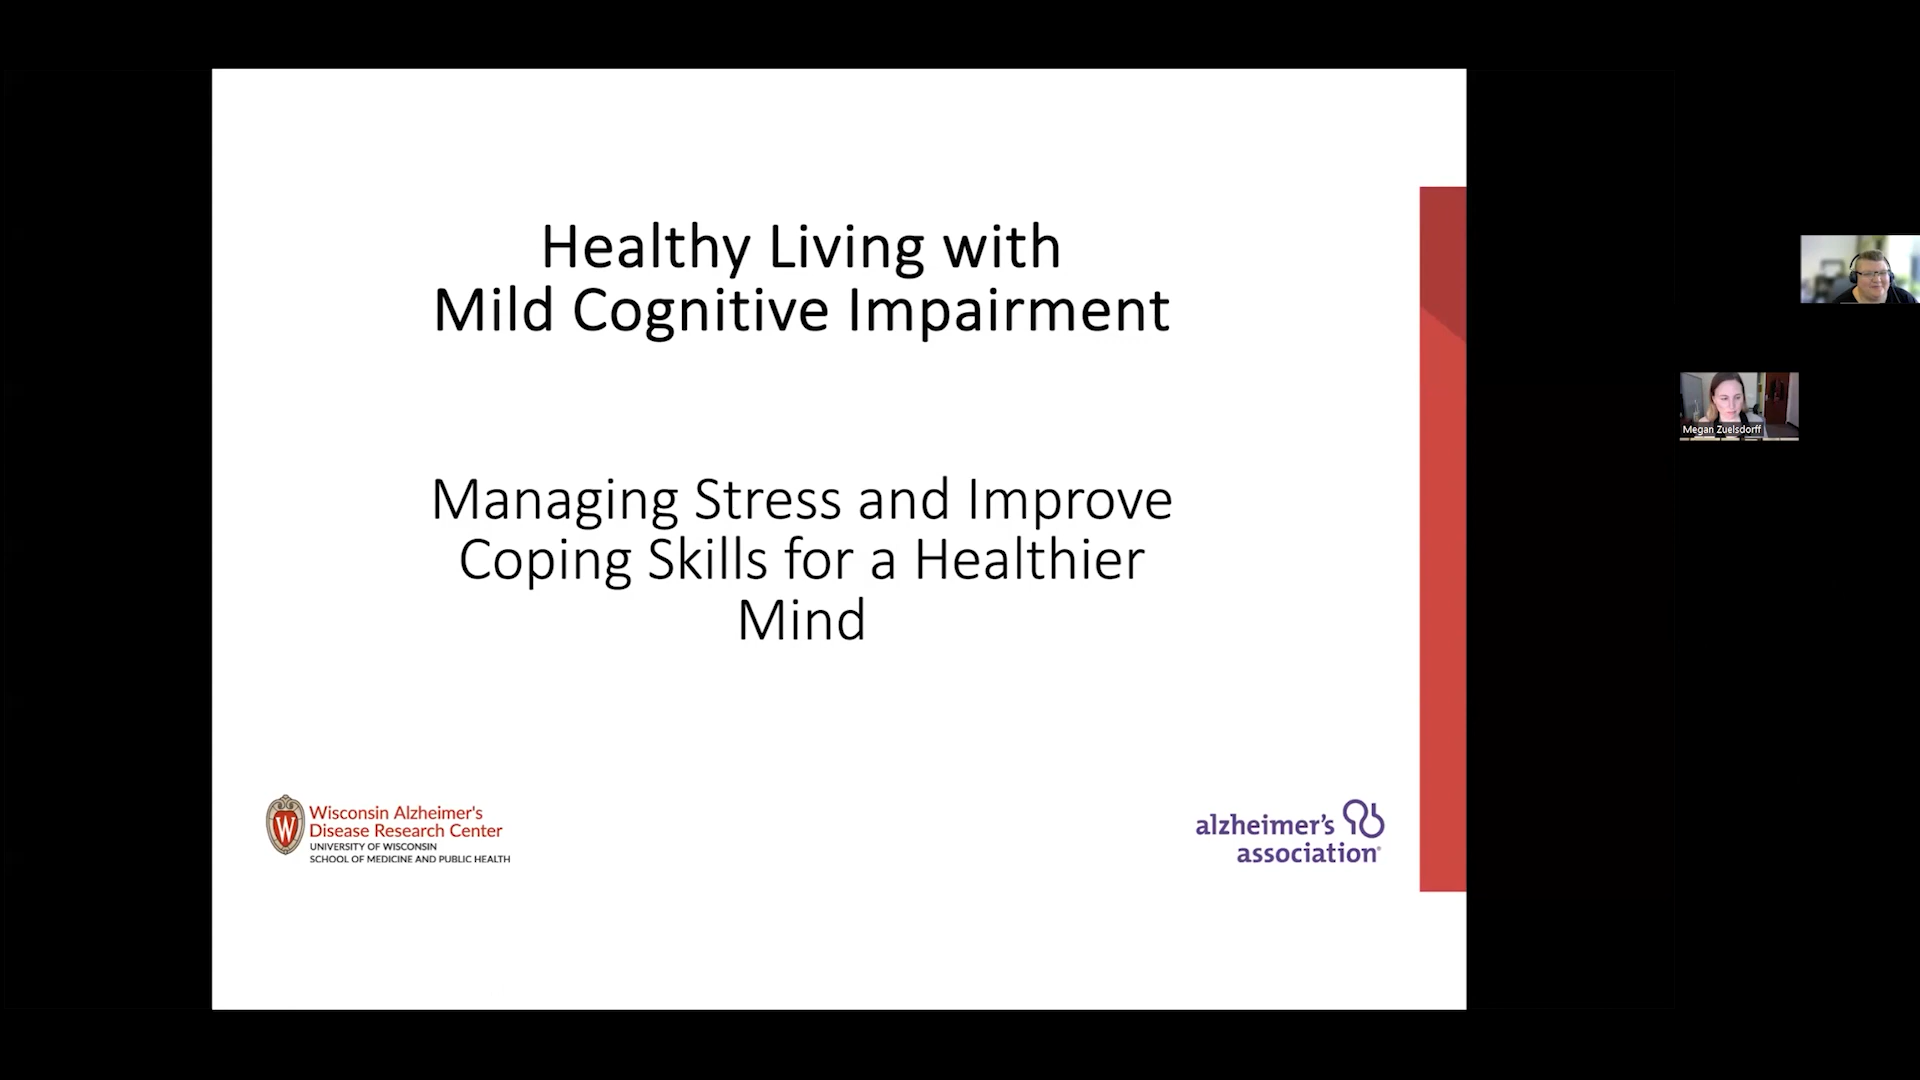 Healthy Living with
Mild Cognitive Impairment
Managing Stress and Improve
Coping Skills for a Healthier
Mind
W
Wisconsin Alzheimer's
Disease Research Center
UNIVERSITY OF WISCONSIN
SCHOOL OF MEDICINE AND PUBLIC HEALTH
alzheimer's
association®
Megan Zuelsdorff